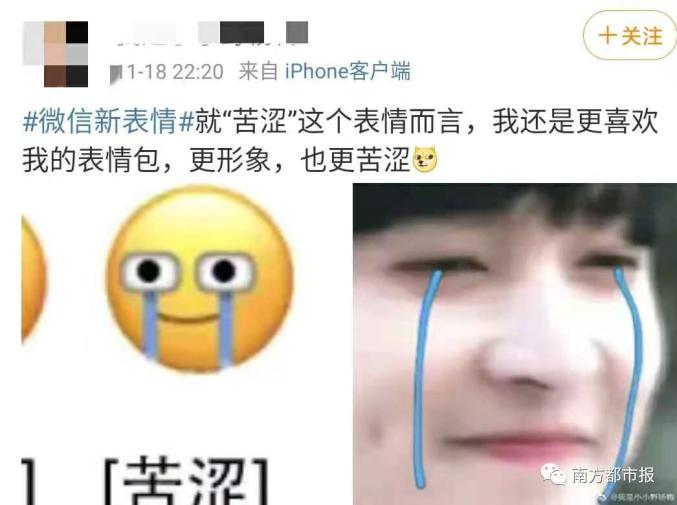 ＋关注
11-18 22:20 来自 iPhone客户端
#微信新表情#就“苦涩”这个表情而言，我还是更喜欢
我的表情包，更形象，也更苦涩
] [苦涩]
南方都市报